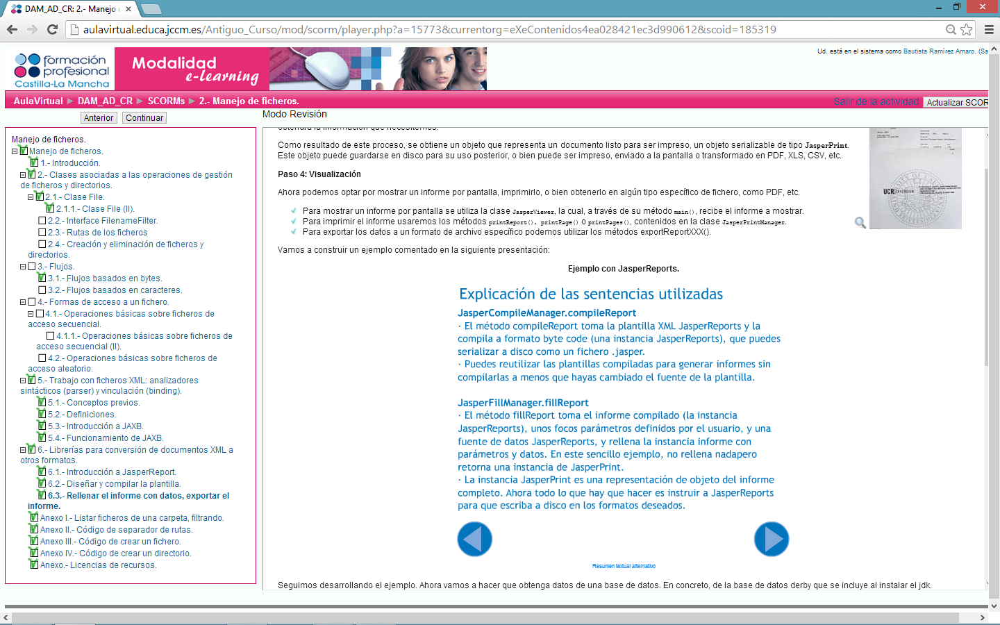 DAM_AD_CR: 2.- Manejo
aulavirtual.educa.jccm.es/Antiguo_Curso/mod/scorm/player.php?a=15773&currentorg=eXeContenidos4ea028421ec3d990612&scoid=185319
formación
profesional
Castilla-La Mancha
Modalidad
e-learning
Ud. está en el sistema como Bautista Ramírez Amaro. (Sa
AulaVirtual ► DAM_AD_CR ► SCORMs ► 2.- Manejo de ficheros.
Salir de la actividad
Actualizar SCOR
Anterior
Continuar
Modo Revisión
Manejo de ficheros.
Manejo de ficheros.
1.- Introducción.
2.- Clases asociadas a las operaciones de gestión
de ficheros y directorios.
2.1.- Clase File.
2.1.1.- Clase File (II).
2.2.- Interface FilenameFilter.
2.3.- Rutas de los ficheros
2.4.- Creación y eliminación de ficheros y
directorios.
3.- Flujos.
3.1.- Flujos basados en bytes.
3.2.- Flujos basados en caracteres.
4.- Formas de acceso a un fichero.
4.1.- Operaciones básicas sobre ficheros de
acceso secuencial.
4.1.1.- Operaciones básicas sobre ficheros de
acceso secuencial (II).
4.2.- Operaciones básicas sobre ficheros de
acceso aleatorio.
5.- Trabajo con ficheros XML: analizadores
sintácticos (parser) y vinculación (binding).
5.1.- Conceptos previos.
5.2.- Definiciones.
5.3.- Introducción a JAXB.
5.4.- Funcionamiento de JAXB.
6.- Librerías para conversión de documentos XML a
otros formatos.
6.1.- Introducción a JasperReport.
6.2.- Diseñar y compilar la plantilla.
6.3.- Rellenar el informe con datos, exportar el
informe.
Anexo I.- Listar ficheros de una carpeta, filtrando.
Anexo II.- Código de separador de rutas.
Anexo III.- Código de crear un fichero.
Anexo IV.- Código de crear un directorio.
Anexo.- Licencias de recursos.
obtendrá la información que necesitemos.
Como resultado de este proceso, se obtiene un objeto que representa un documento listo para ser impreso, un objeto serializable de tipo JasperPrint.
Este objeto puede guardarse en disco para su uso posterior, o bien puede ser impreso, enviado a la pantalla o transformado en PDF, XLS, CSV, etc.
Paso 4: Visualización
Ahora podemos optar por mostrar un informe por pantalla, imprimirlo, o bien obtenerlo en algún tipo específico de fichero, como PDF, etc.
Para mostrar un informe por pantalla se utiliza la clase JasperViewer, la cual, a través de su método main(), recibe el informe a mostrar.
Para imprimir el informe usaremos los métodos printReport(), printPage() o printPages(), contenidos en la clase JasperPrintManager.
Para exportar los datos a un formato de archivo específico podemos utilizar los métodos exportReportXXX().
UCR EXTENSION
Vamos a construir un ejemplo comentado en la siguiente presentación:
Ejemplo con JasperReports.
Explicación de las sentencias utilizadas
JasperCompileManager.compileReport
· El método compileReport toma la plantilla XML JasperReports y la
compila a formato byte code (una instancia JasperReports), que puedes
serializar a disco como un fichero .jasper.
· Puedes reutilizar las plantillas compiladas para generar informes sin
compilarlas a menos que hayas cambiado el fuente de la plantilla.
JasperFillManager.fillReport
· El método fillReport toma el informe compilado (la instancia
JasperReports), unos focos parámetros definidos por el usuario, y una
fuente de datos JasperReports, y rellena la instancia informe con
parámetros y datos. En este sencillo ejemplo, no rellena nadapero
retorna una instancia de JasperPrint.
· La instancia JasperPrint es una representación de objeto del informe
completo. Ahora todo lo que hay que hacer es instruir a JasperReports
para que escriba a disco en los formatos deseados.
Resumen textual alternativo
Seguimos desarrollando el ejemplo. Ahora vamos a hacer que obtenga datos de una base de datos. En concreto, de la base de datos derby que se incluye al instalar el jdk.